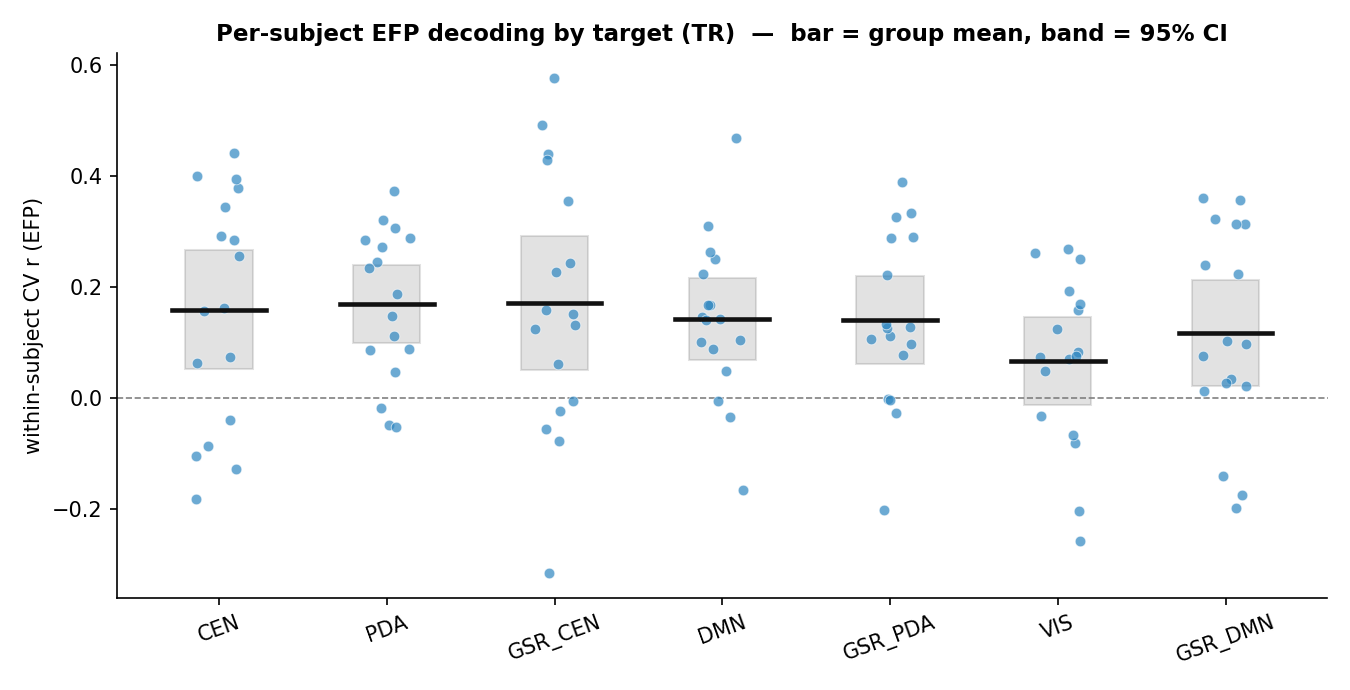 Per-subject EFP decoding by target (TR) — bar = group mean, band = 95% CI
within-subject CV r (EFP)
0.6
0.4
0.2
0.0
−0.2
CEN
PDA
GSR_CEN
DMN
GSR_PDA
VIS
GSR_DMN